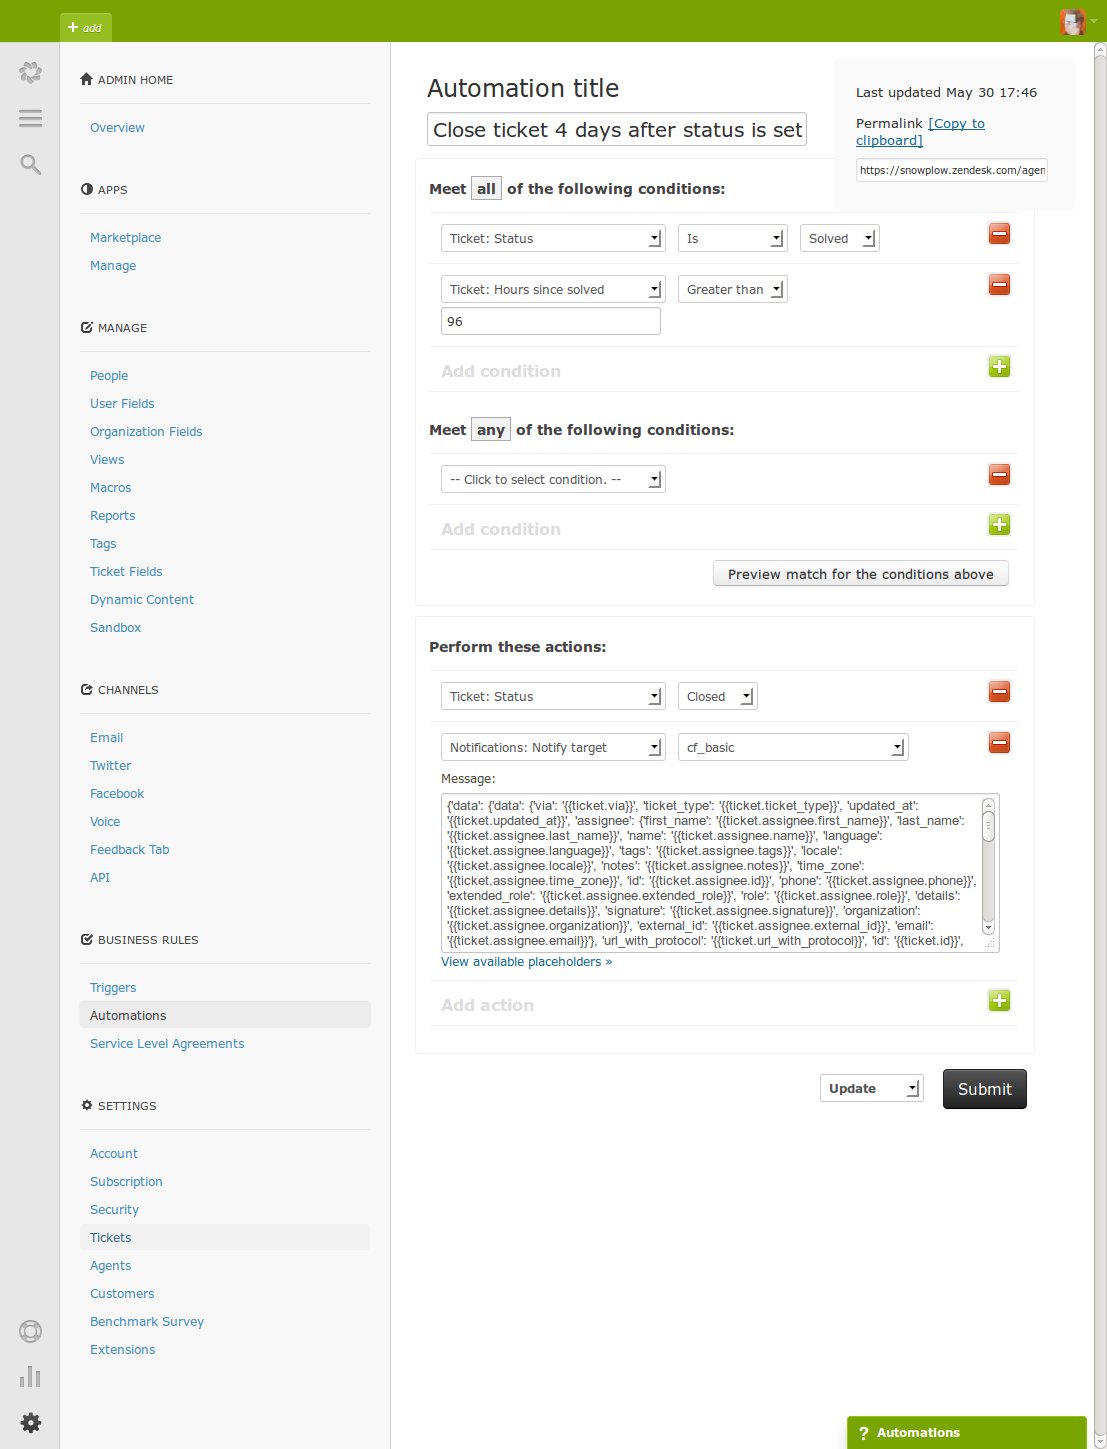 + add
ADMIN HOME
Overview
APPS
Marketplace
Manage
MANAGE
People
User Fields
Organization Fields
Views
Macros
Reports
Tags
Ticket Fields
Dynamic Content
Sandbox
CHANNELS
Email
Twitter
Facebook
Voice
Feedback Tab
API
BUSINESS RULES
Triggers
Automations
Service Level Agreements
SETTINGS
Account
Subscription
Security
Tickets
Agents
Customers
Benchmark Survey
Extensions
Automation title
Close ticket 4 days after status is set
Last updated May 30 17:46
Permalink [Copy to
clipboard]
https://snowplow.zendesk.com/agen
Meet all of the following conditions:
Ticket: Status Is Solved
Ticket: Hours since solved Greater than
96
Add condition
Meet any of the following conditions:
-- Click to select condition. --
Add condition
Preview match for the conditions above
Perform these actions:
Ticket: Status Closed
Notifications: Notify target cf_basic
Message:
{'data': {'data': {'via': '{{ticket.via}}', 'ticket_type': '{{ticket.ticket_type}}', 'updated_at':
'{{ticket.updated_at}}', 'assignee': {'first_name': '{{ticket.assignee.first_name}}', 'last_name':
'{{ticket.assignee.last_name}}', 'name': '{{ticket.assignee.name}}', 'language':
'{{ticket.assignee.language}}', 'tags': '{{ticket.assignee.tags}}', 'locale':
'{{ticket.assignee.locale}}', 'notes': '{{ticket.assignee.notes}}', 'time_zone':
'{{ticket.assignee.time_zone}}', 'id': '{{ticket.assignee.id}}', 'phone': '{{ticket.assignee.phone}}',
'extended_role': '{{ticket.assignee.extended_role}}', 'role': '{{ticket.assignee.role}}', 'details':
'{{ticket.assignee.details}}', 'signature': '{{ticket.assignee.signature}}', 'organization':
'{{ticket.assignee.organization}}', 'external_id': '{{ticket.assignee.external_id}}', 'email':
'{{ticket.assignee.email}}'}, 'url_with_protocol': '{{ticket.url_with_protocol}}', 'id': '{{ticket.id}}',
View available placeholders »
Add action
Update
Submit
? Automations